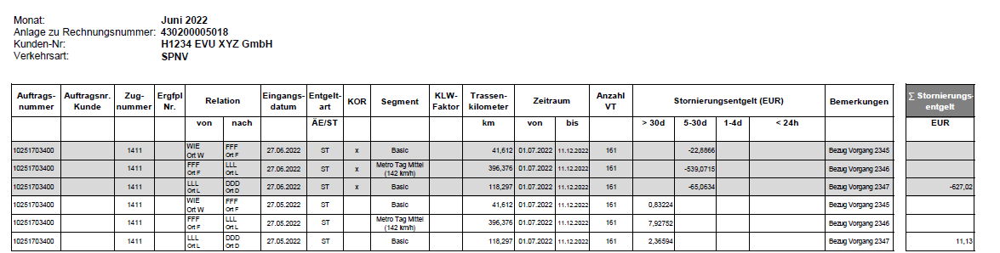 Monat: Juni 2022
Anlage zu Rechnungsnummer: 430200005018
Kunden-Nr: H1234 EVU XYZ GmbH
Verkehrsart: SPNV
Auftrags-nummer Auftragsnr. Kunde Zug-nummer Ergfpl Nr. Relation Eingangs-datum Entgelt-art KOR Segment KLW-Faktor Trassen-kilometer Zeitraum Anzahl VT Stornierungsentgelt (EUR) Bemerkungen ∑ Stornierungs-entgelt
von nach ÄE/ST km von bis > 30d 5-30d 1-4d < 24h EUR
10251703400 1411 WIE Ort W FFF Ort F 27.06.2022 ST x Basic 41,612 01.07.2022 11.12.2022 161 -22,8866 Bezug Vorgang 2345
10251703400 1411 FFF Ort F LLL Ort L 27.06.2022 ST x Metro Tag Mittel (142 km/h) 396,376 01.07.2022 11.12.2022 161 -539,0715 Bezug Vorgang 2346
10251703400 1411 LLL Ort L DDD Ort D 27.06.2022 ST x Basic 118,297 01.07.2022 11.12.2022 161 -65,0634 Bezug Vorgang 2347 -627,02
10251703400 1411 WIE Ort W FFF Ort F 27.05.2022 ST Basic 41,612 01.07.2022 11.12.2022 161 0,83224 Bezug Vorgang 2345
10251703400 1411 FFF Ort F LLL Ort L 27.05.2022 ST Metro Tag Mittel (142 km/h) 396,376 01.07.2022 11.12.2022 161 7,92752 Bezug Vorgang 2346
10251703400 1411 LLL Ort L DDD Ort D 27.05.2022 ST Basic 118,297 01.07.2022 11.12.2022 161 2,36594 Bezug Vorgang 2347 11,13